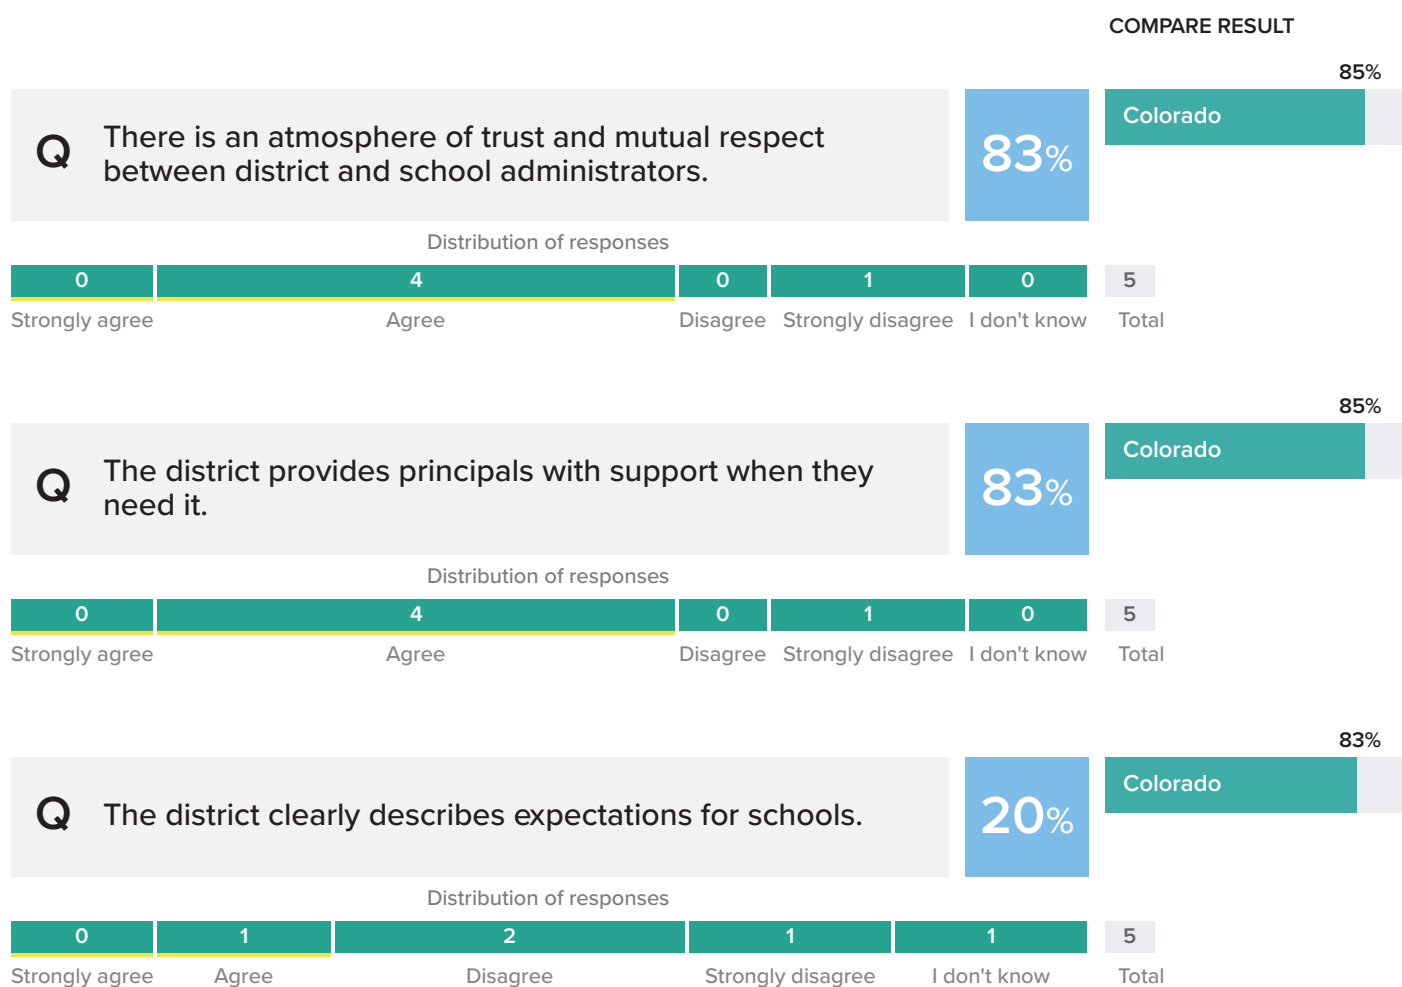 COMPARE RESULT
85%
Q There is an atmosphere of trust and mutual respect
between district and school administrators.
83%
Colorado
Distribution of responses
0 4 0 1 0 5
Strongly agree Agree Disagree Strongly disagree I don't know Total
85%
Q The district provides principals with support when they
need it.
83%
Colorado
Distribution of responses
0 4 0 1 0 5
Strongly agree Agree Disagree Strongly disagree I don't know Total
83%
Q The district clearly describes expectations for schools.
20%
Colorado
Distribution of responses
0 1 2 1 1 5
Strongly agree Agree Disagree Strongly disagree I don't know Total